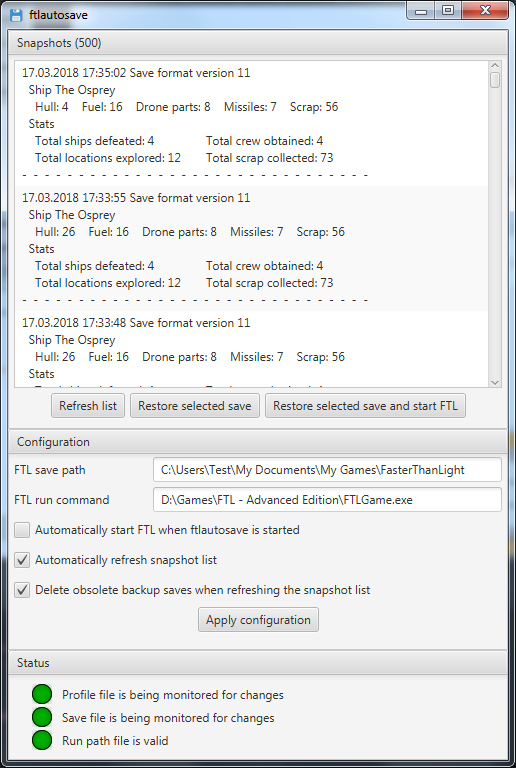 ftlautosave
Snapshots (500)
17.03.2018 17:35:02 Save format version 11
Ship The Osprey
Hull: 4 Fuel: 16 Drone parts: 8 Missiles: 7 Scrap: 56
Stats
Total ships defeated: 4 Total crew obtained: 4
Total locations explored: 12 Total scrap collected: 73
- - - - - - - - - - - - - - - - - - - - - - - - - - - - - -
17.03.2018 17:33:55 Save format version 11
Ship The Osprey
Hull: 26 Fuel: 16 Drone parts: 8 Missiles: 7 Scrap: 56
Stats
Total ships defeated: 4 Total crew obtained: 4
Total locations explored: 12 Total scrap collected: 73
- - - - - - - - - - - - - - - - - - - - - - - - - - - - - -
17.03.2018 17:33:48 Save format version 11
Ship The Osprey
Hull: 26 Fuel: 16 Drone parts: 8 Missiles: 7 Scrap: 56
Stats
Refresh list Restore selected save Restore selected save and start FTL
Configuration
FTL save path C:\Users\Test\My Documents\My Games\FasterThanLight
FTL run command D:\Games\FTL - Advanced Edition\FTLGame.exe
Automatically start FTL when ftlautosave is started
Automatically refresh snapshot list
Delete obsolete backup saves when refreshing the snapshot list
Apply configuration
Status
Profile file is being monitored for changes
Save file is being monitored for changes
Run path file is valid